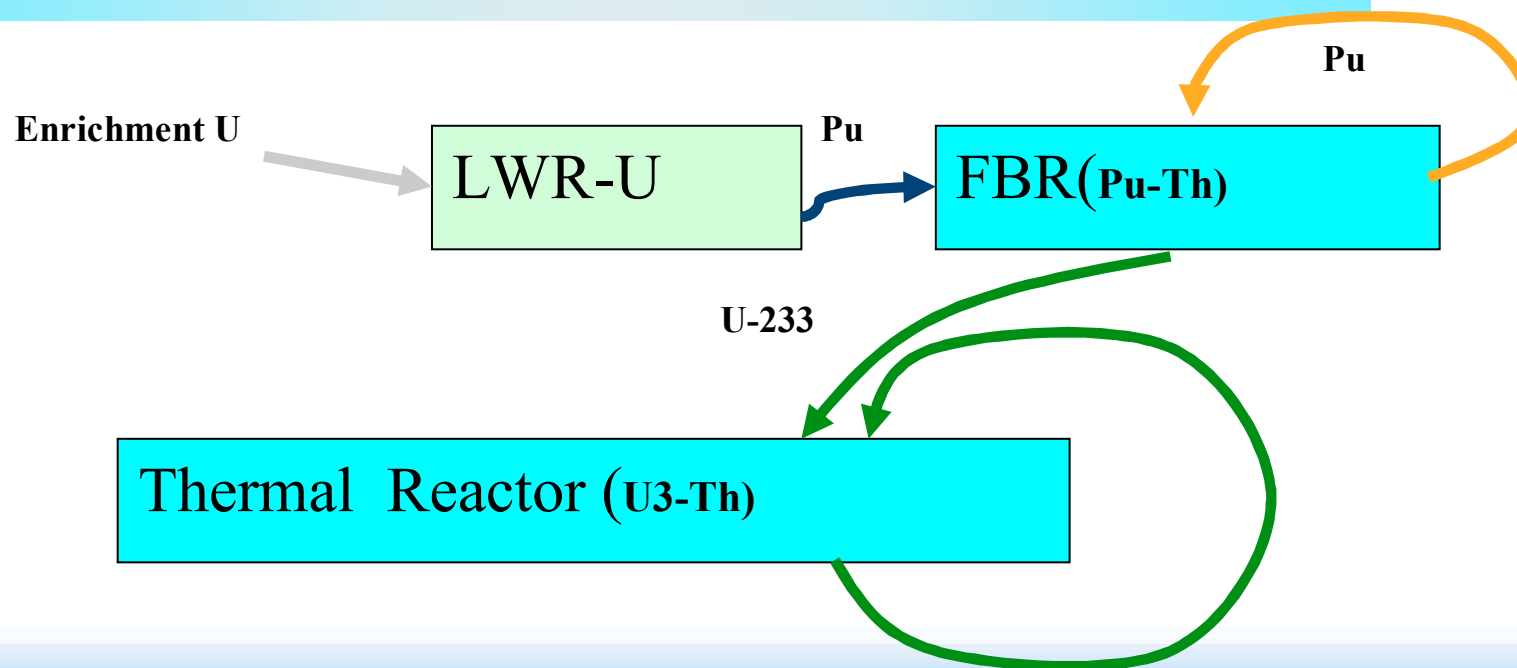 Pu
Enrichment U
LWR-U
Pu
FBR(Pu-Th)
U-233
Thermal Reactor (U3-Th)